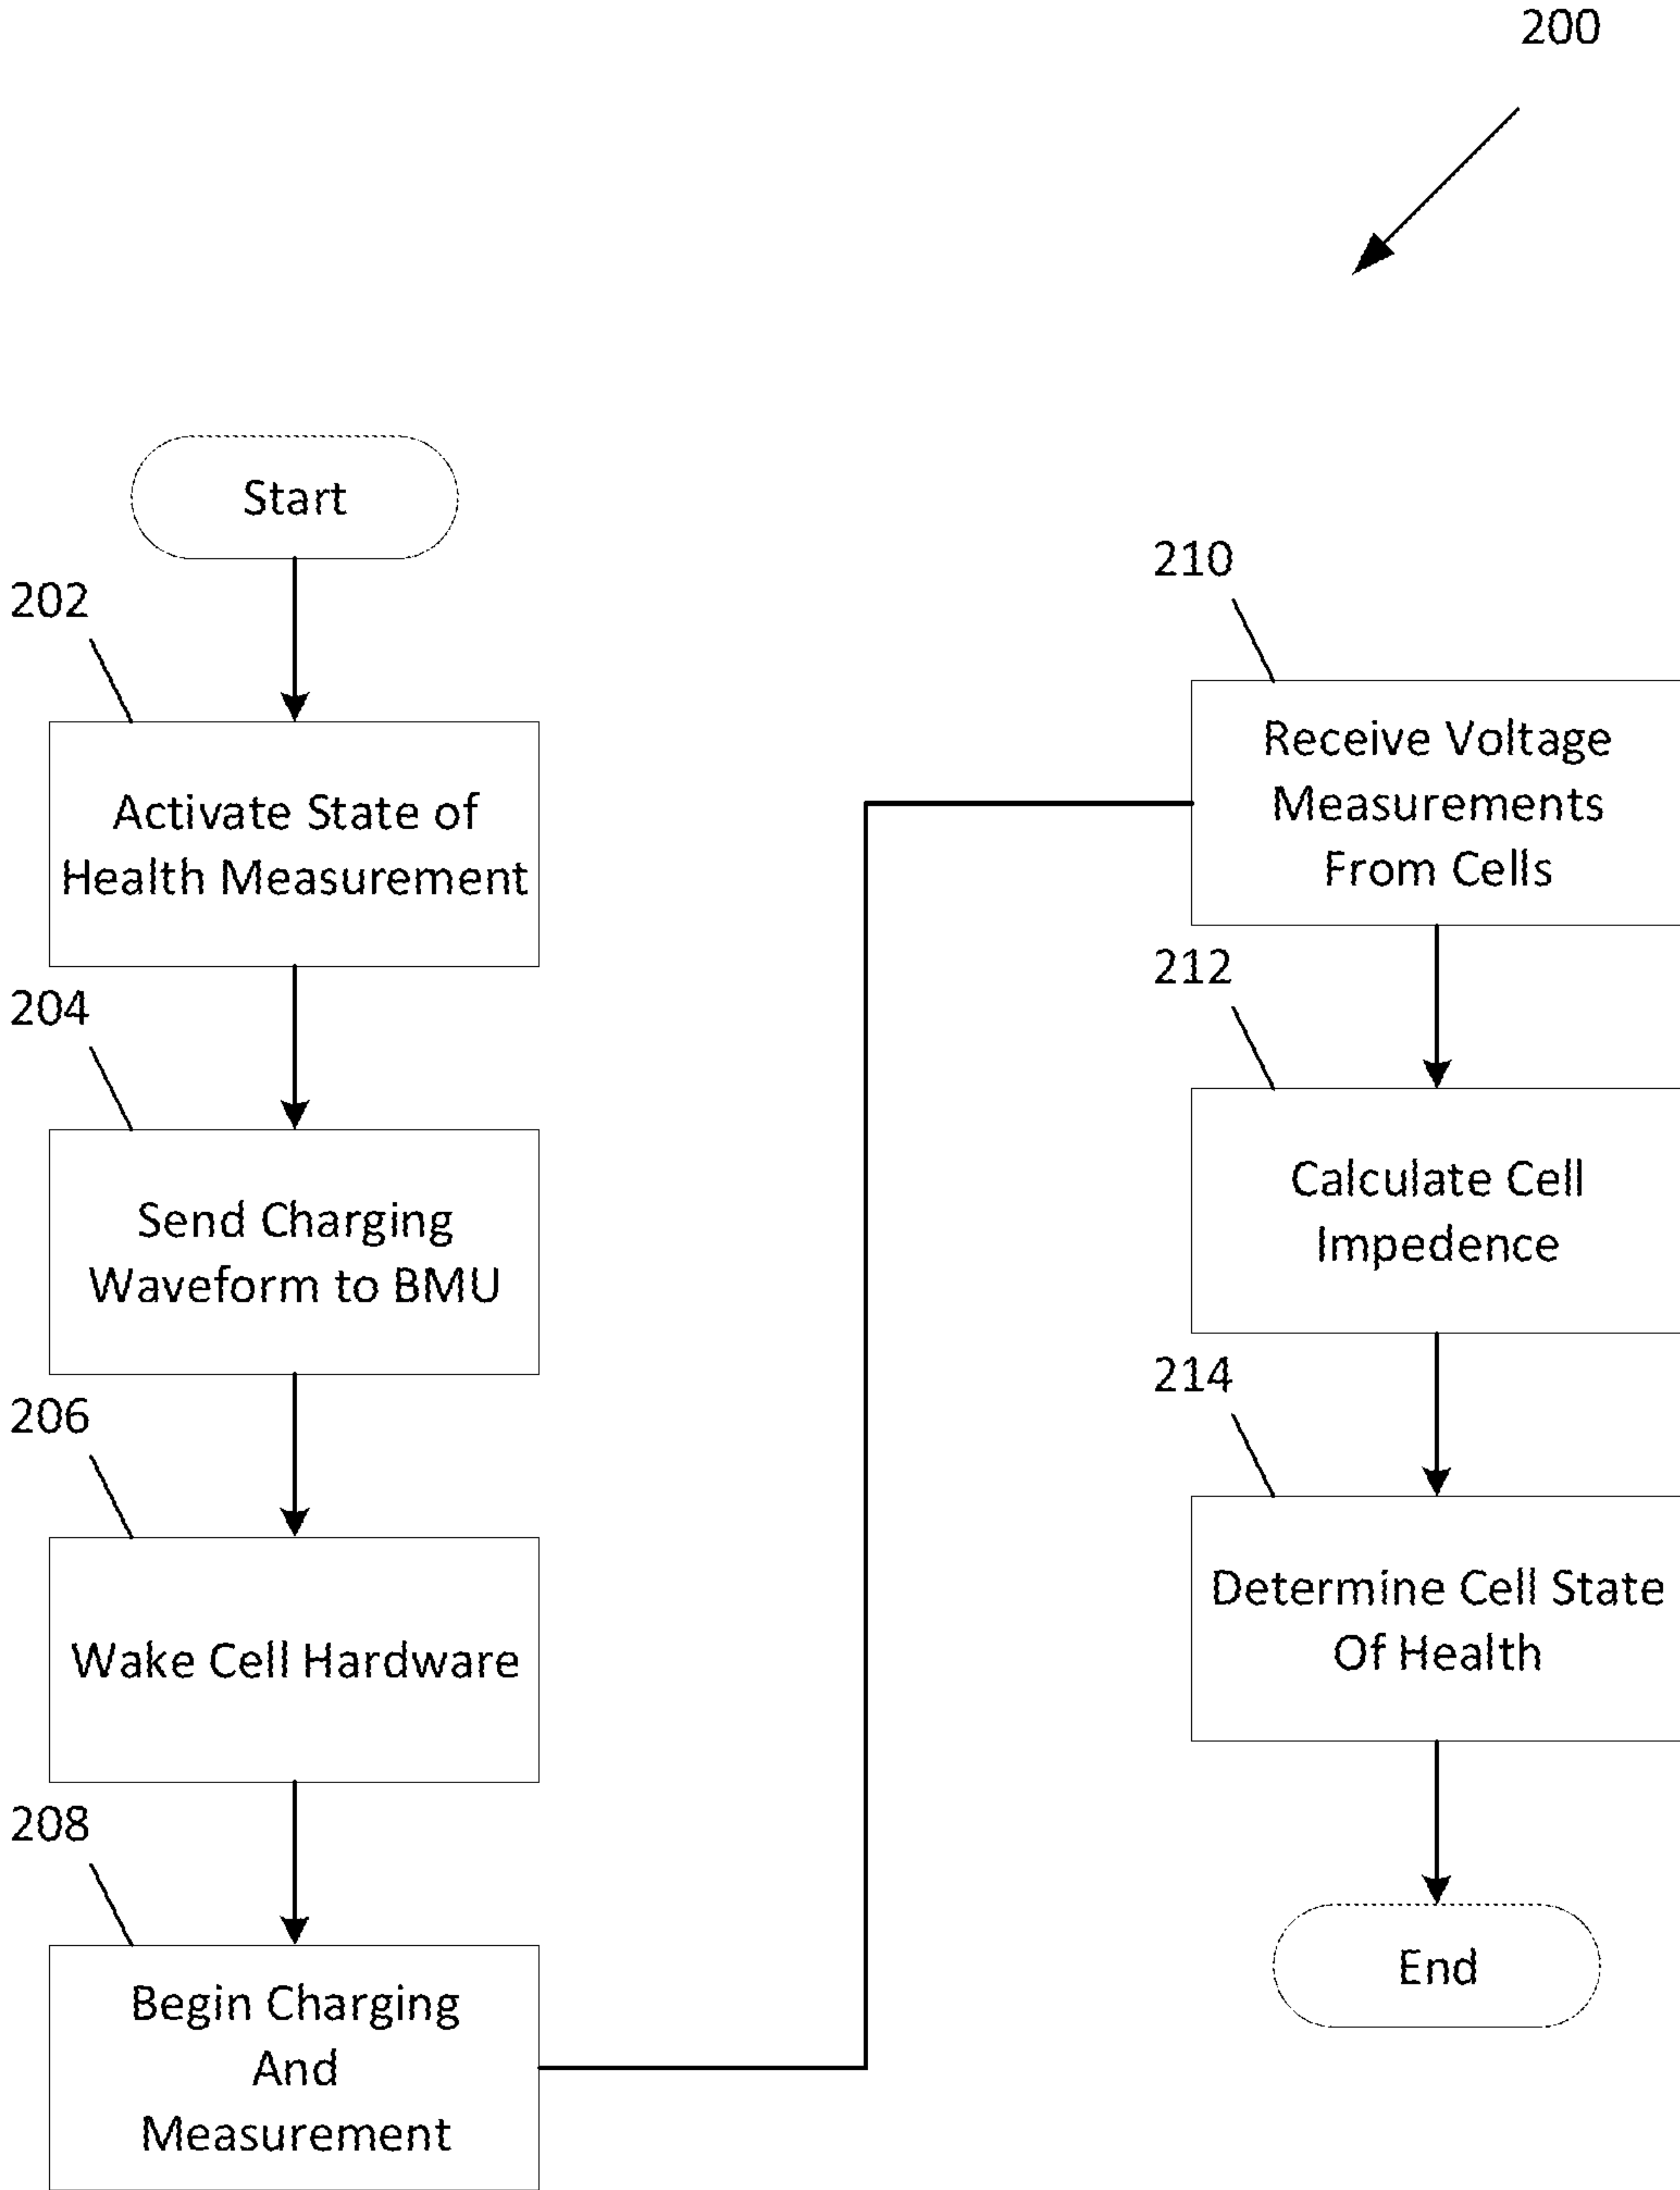 200
Start
202
Activate State of
Health Measurement
204
Send Charging
Waveform to BMU
206
Wake Cell Hardware
208
Begin Charging
And
Measurement
210
Receive Voltage
Measurements
From Cells
212
Calculate Cell
Impedence
214
Determine Cell State
Of Health
End